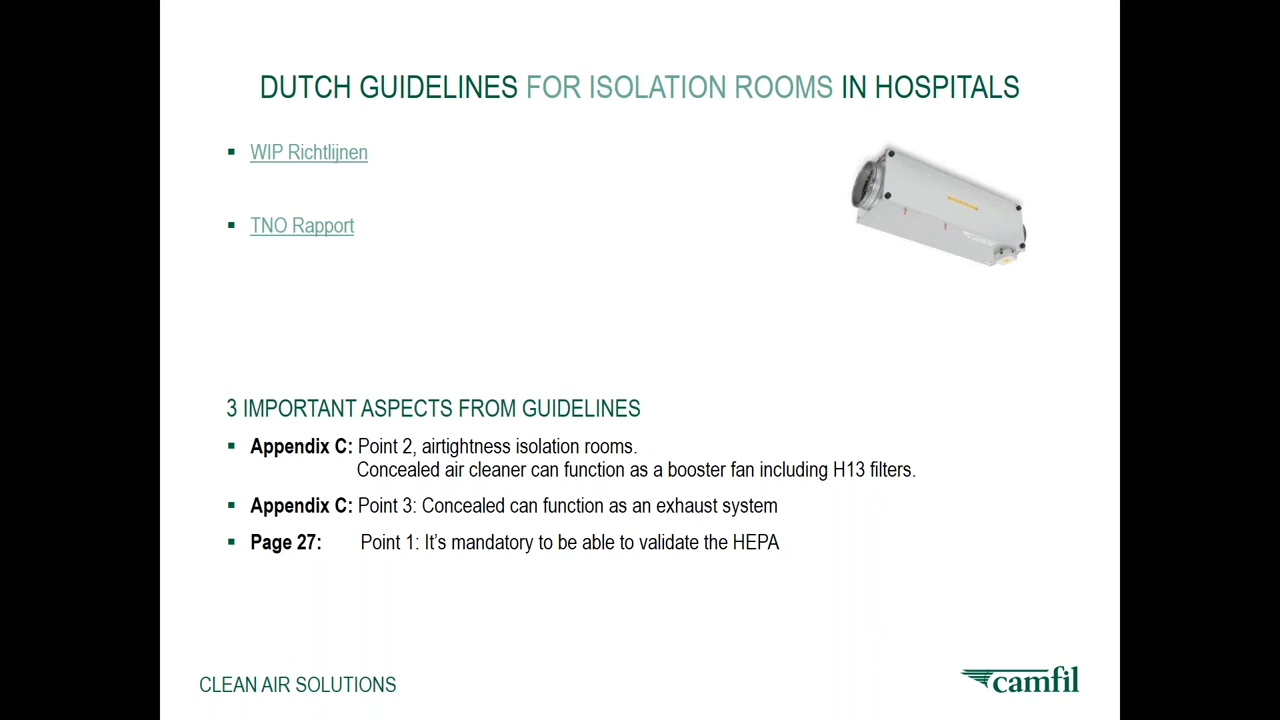 DUTCH GUIDELINES FOR ISOLATION ROOMS IN HOSPITALS
WIP Richtlijnen
TNO Rapport
3 IMPORTANT ASPECTS FROM GUIDELINES
Appendix C: Point 2, airtightness isolation rooms.
Concealed air cleaner can function as a booster fan including H13 filters.
Appendix C: Point 3: Concealed can function as an exhaust system
Page 27: Point 1: It’s mandatory to be able to validate the HEPA
CLEAN AIR SOLUTIONS
camfil